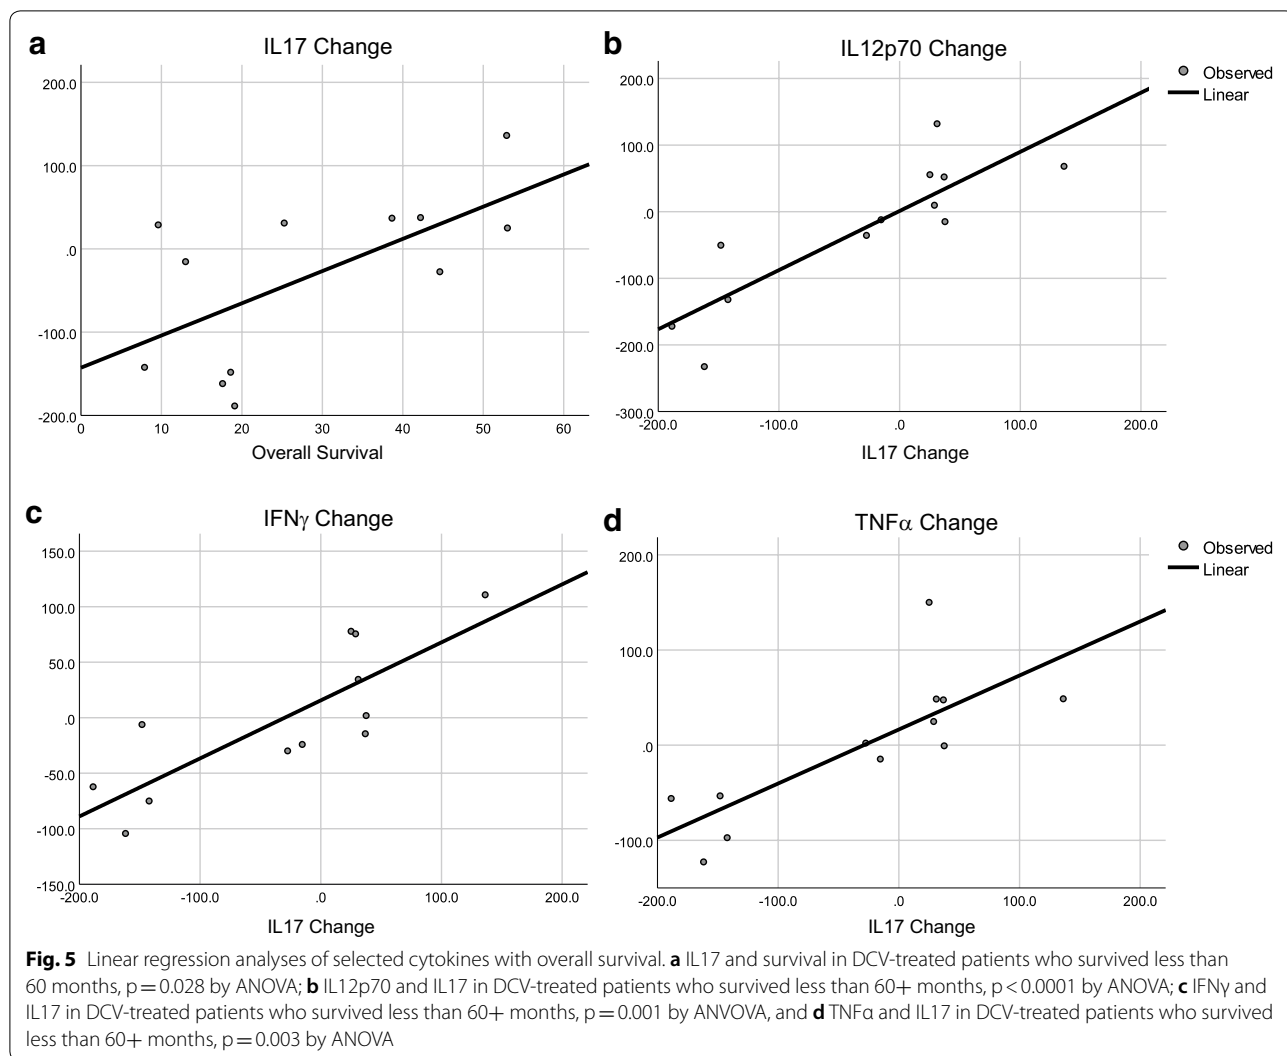 a
IL17 Change
200.0
100.0
.0
-100.0
-200.0
0 10 20 30 40 50 60
Overall Survival
b
IL12p70 Change
Observed
Linear
200.0
100.0
.0
-100.0
-200.0
-300.0
-200.0 -100.0 .0 100.0 200.0
IL17 Change
c
IFNγ Change
150.0
100.0
50.0
.0
-50.0
-100.0
-150.0
-200.0 -100.0 .0 100.0 200.0
IL17 Change
d
TNFα Change
Observed
Linear
200.0
100.0
.0
-100.0
-200.0 -100.0 .0 100.0 200.0
IL17 Change
Fig. 5 Linear regression analyses of selected cytokines with overall survival. a IL17 and survival in DCV-treated patients who survived less than
60 months, p = 0.028 by ANOVA; b IL12p70 and IL17 in DCV-treated patients who survived less than 60+ months, p < 0.0001 by ANOVA; c IFNγ and
IL17 in DCV-treated patients who survived less than 60+ months, p = 0.001 by ANVOVA, and d TNFα and IL17 in DCV-treated patients who survived
less than 60+ months, p = 0.003 by ANOVA